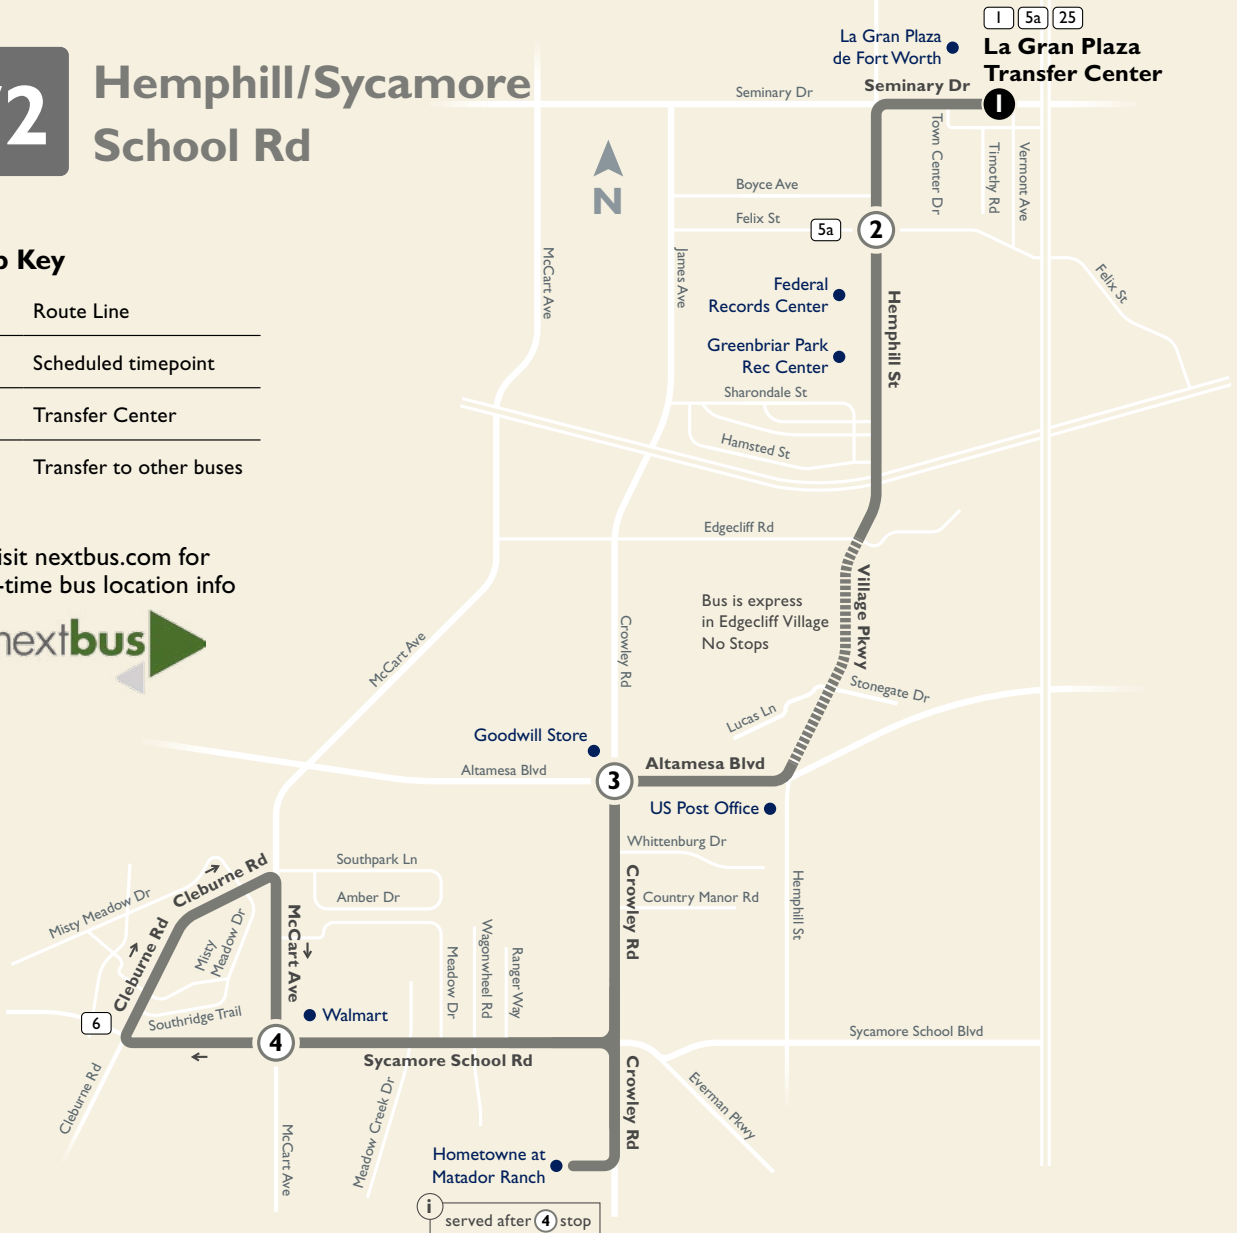 1 5a 25
La Gran Plaza
de Fort Worth
La Gran Plaza
Transfer Center
Hemphill/Sycamore
School Rd
2
Seminary Dr
Seminary Dr
1
Town Center Dr
Timothy Rd
Vermont Ave
N
Boyce Ave
Felix St
5a
2
McCart Ave
James Ave
Felix St
Key
Route Line
Scheduled timepoint
Transfer Center
Transfer to other buses
Federal
Records Center
Hemphill St
Greenbriar Park
Rec Center
Sharondale St
Hamsted St
Edgecliff Rd
nextbus.com for
-time bus location info
nextbus
Bus is express
in Edgecliff Village
No Stops
Village Pkwy
Crowley Rd
McCart Ave
Stonegate Dr
Lucas Ln
Goodwill Store
Altamesa Blvd
3
Altamesa Blvd
US Post Office
Whittenburg Dr
Crowley Rd
Country Manor Rd
Hemphill St
Southpark Ln
Amber Dr
Cleburne Rd
Misty Meadow Dr
Cleburne Rd
Misty
Meadow Dr
McCart Ave
Meadow Dr
Wagonwheel Rd
Ranger Way
Southridge Trail
6
Walmart
4
Sycamore School Rd
Sycamore School Blvd
Cleburne Rd
McCart Ave
Meadow Creek Dr
Crowley Rd
Everman Pkwy
Hometowne at
Matador Ranch
i
served after 4 stop